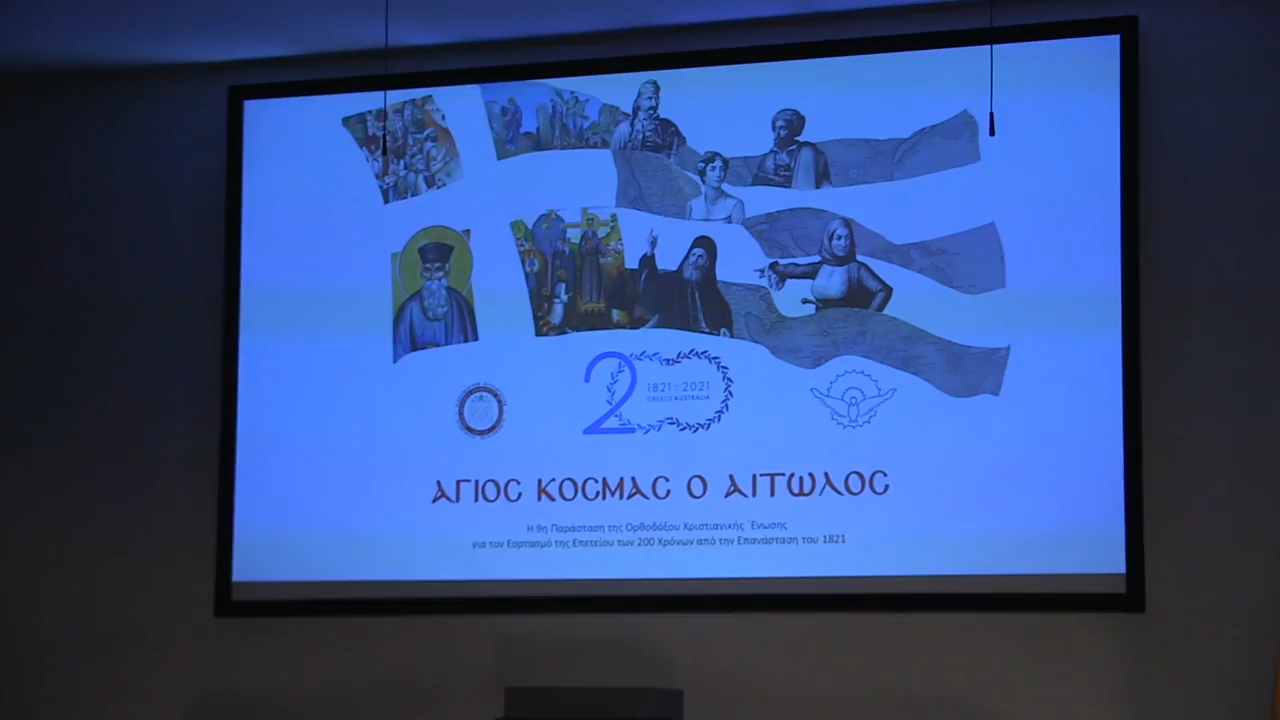 1821 2021
GREECE AUSTRALIA
ΑΓΙΟΣ ΚΟΣΜΑΣ Ο ΑΙΤΩΛΟΣ
Η 9η Παράσταση της Ορθοδόξου Χριστιανικής ΄Ενωσης
για τον Εορτασμό της Επετείου των 200 Χρόνων από την Επανάσταση του 1821